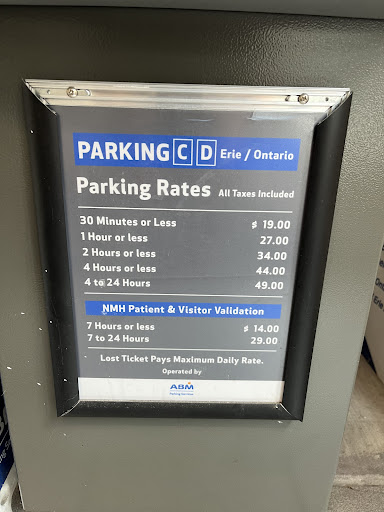 PARKING C D Erie / Ontario
Parking Rates All Taxes Included
30 Minutes or Less $ 19.00
1 Hour or less 27.00
2 Hours or less 34.00
4 Hours or less 44.00
4 to 24 Hours 49.00
NMH Patient & Visitor Validation
7 Hours or less $ 14.00
7 to 24 Hours 29.00
Lost Ticket Pays Maximum Daily Rate.
Operated by
ABM
Parking Services